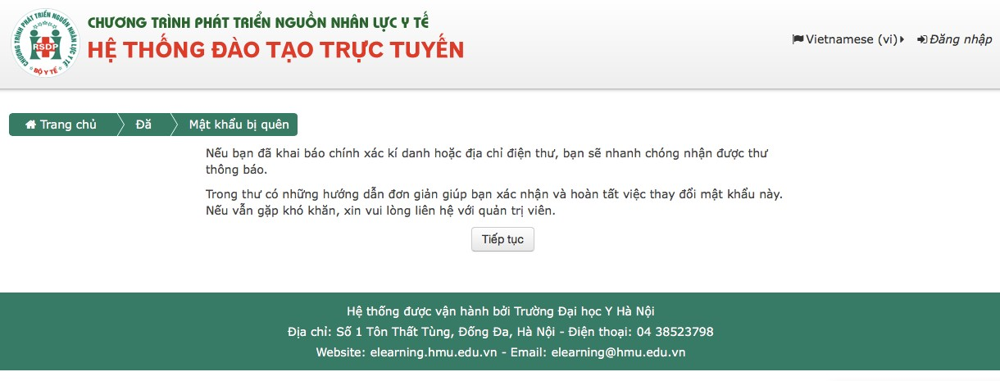 CHƯƠNG TRÌNH PHÁT TRIỂN NGUỒN NHÂN LỰC Y TẾ
RSDP
BỘ Y TẾ
CHƯƠNG TRÌNH PHÁT TRIỂN NGUỒN NHÂN LỰC Y TẾ
HỆ THỐNG ĐÀO TẠO TRỰC TUYẾN
Vietnamese (vi)
Đăng nhập
Trang chủ
Đã
Mật khẩu bị quên
Nếu bạn đã khai báo chính xác kí danh hoặc địa chỉ điện thư, bạn sẽ nhanh chóng nhận được thư
thông báo.
Trong thư có những hướng dẫn đơn giản giúp bạn xác nhận và hoàn tất việc thay đổi mật khẩu này.
Nếu vẫn gặp khó khăn, xin vui lòng liên hệ với quản trị viên.
Tiếp tục
Hệ thống được vận hành bởi Trường Đại học Y Hà Nội
Địa chỉ: Số 1 Tôn Thất Tùng, Đống Đa, Hà Nội - Điện thoại: 04 38523798
Website: elearning.hmu.edu.vn - Email: elearning@hmu.edu.vn